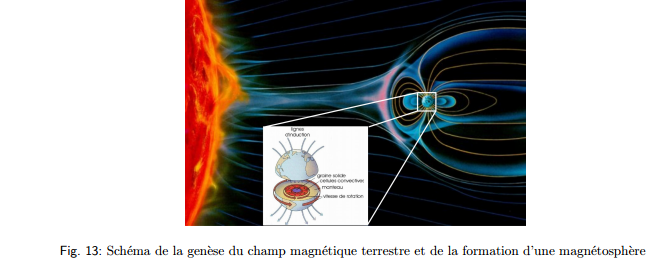 lignes
d'induction
graine solide
cellules convectives
manteau
vitesse de rotation
Fig. 13: Schéma de la genèse du champ magnétique terrestre et de la formation d'une magnétosphère